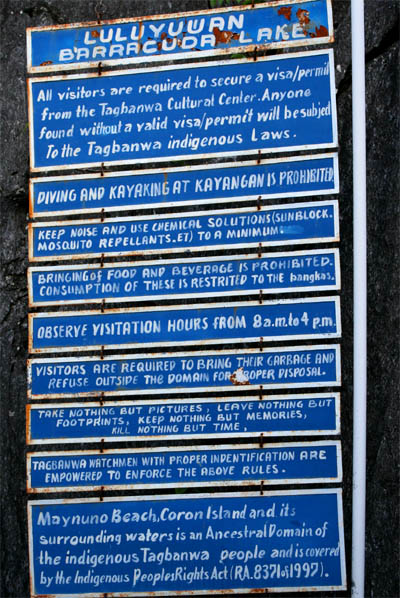 LULUYUWAN
BARRACUDA LAKE
All visitors are required to secure a visa/permit
from the Tagbanwa Cultural Center. Anyone
found without a valid visa/permit will be subject
To the Tagbanwa indigenous Laws.
DIVING AND KAYAKING AT KAYANGAN IS PROHIBITED
KEEP NOISE AND USE CHEMICAL SOLUTIONS(SUNBLOCK.
MOSQUITO REPELLANTS.ET) TO A MINIMUM.
BRINGING OF FOOD AND BEVERAGE IS PROHIBITED.
CONSUMPTION OF THESE IS RESTRITED TO the bangkas.
OBSERVE VISITATION HOURS FROM 8 a.m. to 4 p.m.
VISITORS ARE REQUIRED TO BRING THEIR GARBAGE AND
REFUSE OUTSIDE THE DOMAIN FOR PROPER DISPOSAL.
TAKE NOTHING BUT PICTURES, LEAVE NOTHING BUT
FOOTPRINTS, KEEP NOTHING BUT MEMORIES,
KILL NOTHING BUT TIME,
TAGBANWA WATCHMEN WITH PROPER INDENTIFICATION ARE
EMPOWERED TO ENFORCE THE ABOVE RULES.
Maynuno Beach, Coron Island and its
surrounding waters is an Ancestral Domain of
the indigenous Tagbanwa people and is covered
by the Indigenous Peoples Rights Act (RA. 8371 of 1997).